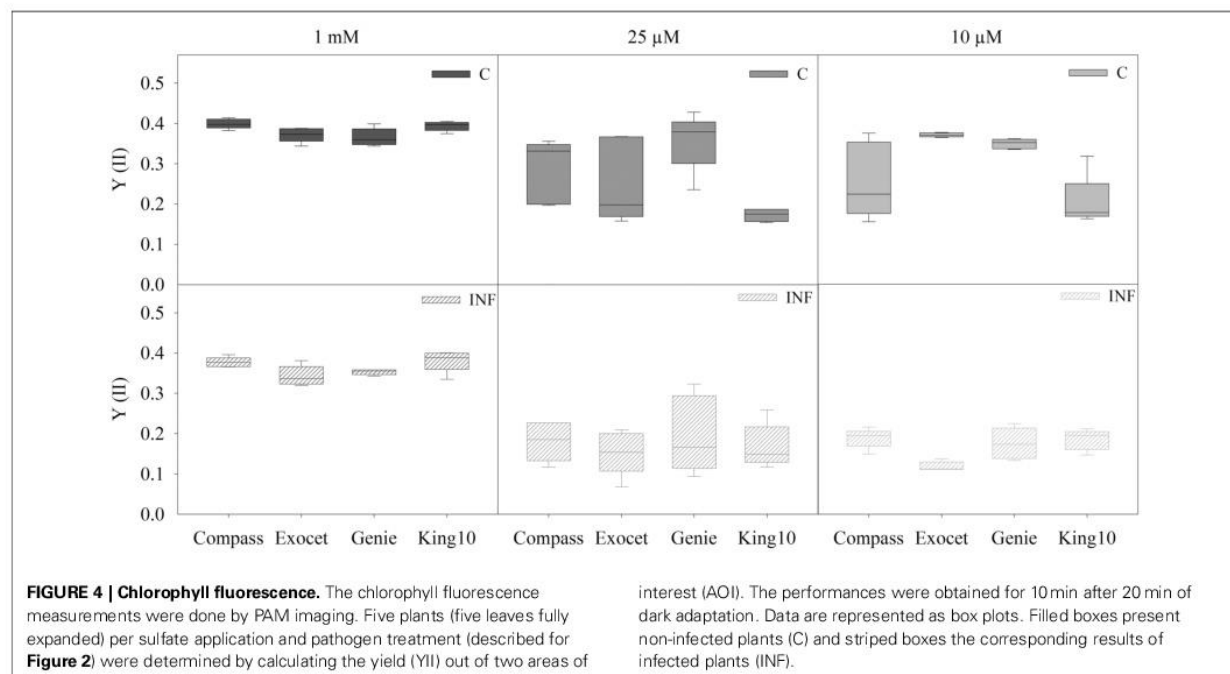 1 mM 25 µM 10 µM
C C C
0.5
0.4
0.3
0.2
0.1
0.0
Y (II)
INF INF INF
0.5
0.4
0.3
0.2
0.1
0.0
Y (II)
Compass Exocet Genie King10 Compass Exocet Genie King10 Compass Exocet Genie King10
FIGURE 4 | Chlorophyll fluorescence. The chlorophyll fluorescence
measurements were done by PAM imaging. Five plants (five leaves fully
expanded) per sulfate application and pathogen treatment (described for
Figure 2) were determined by calculating the yield (YII) out of two areas of
interest (AOI). The performances were obtained for 10 min after 20 min of
dark adaptation. Data are represented as box plots. Filled boxes present
non-infected plants (C) and striped boxes the corresponding results of
infected plants (INF).